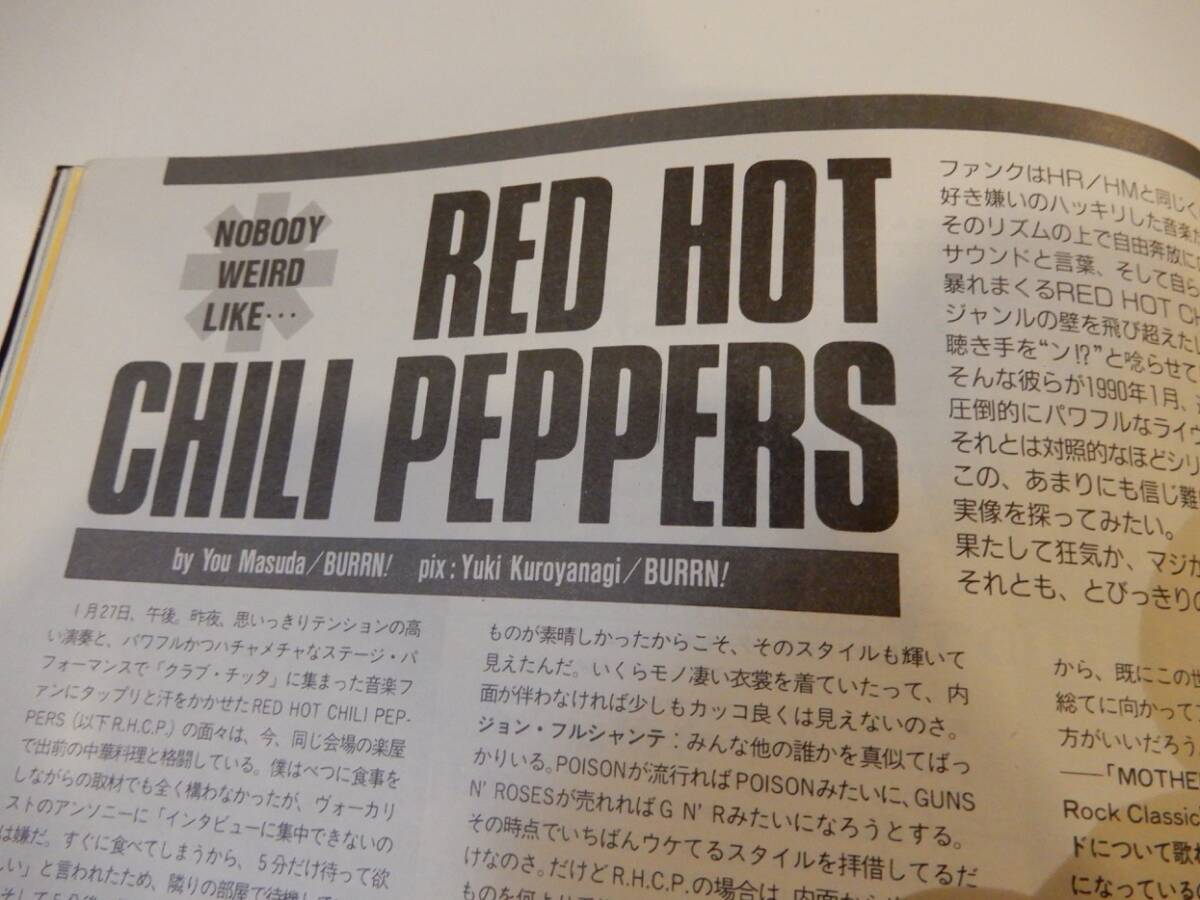 NOBODY
WEIRD
LIKE…
RED HOT
CHILI PEPPERS
by You Masuda/BURRN! pix:Yuki Kuroyanagi/BURRN!
ファンクはHR/HMと同じく
好き嫌いのハッキリした音楽
そのリズムの上で自由奔放に
サウンドと言葉、そして自ら
暴れまくるRED HOT CH
ジャンルの壁を飛び超えた
聴き手を“ン!?”と唸らせて
そんな彼らが1990年1月、
圧倒的にパワフルなライヴ
それとは対照的なほどシリ
この、あまりにも信じ難
実像を探ってみたい。
果たして狂気か、マジか
それとも、とびっきりの
1月27日、午後。昨夜、思いっきりテンションの高
い演奏と、パワフルかつハチャメチャなステージ・パ
フォーマンスで「クラブ・チッタ」に集まった音楽フ
ァンにタップリと汗をかかせたRED HOT CHILI PEP-
PERS(以下R.H.C.P.)の面々は、今、同じ会場の楽屋
で出前の中華料理と格闘している。僕はべつに食事を
しながらの取材でも全く構わなかったが、ヴォーカリ
ストのアンソニーに「インタビューに集中できないの
は嫌だ。すぐに食べてしまうから、5分だけ待って欲
しい」と言われたため、隣りの部屋で待機して
ものが素晴しかったからこそ、そのスタイルも輝いて
見えたんだ。いくらモノ凄い衣裳を着ていたって、内
面が伴わなければ少しもカッコ良くは見えないのさ。
ジョン・フルシャンテ：みんな他の誰かを真似てばっ
かりいる。POISONが流行ればPOISONみたいに、GUNS
N' ROSESが売れればG N' Rみたいになろうとする。
その時点でいちばんウケてるスタイルを拝借してるだ
けなのさ。だけどR.H.C.P.の場合は、内面から
ものを何より
から、既にこの世
総てに向かって
方がいいだろう
――「MOTHE
Rock Classic
ドについて歌
になっているの